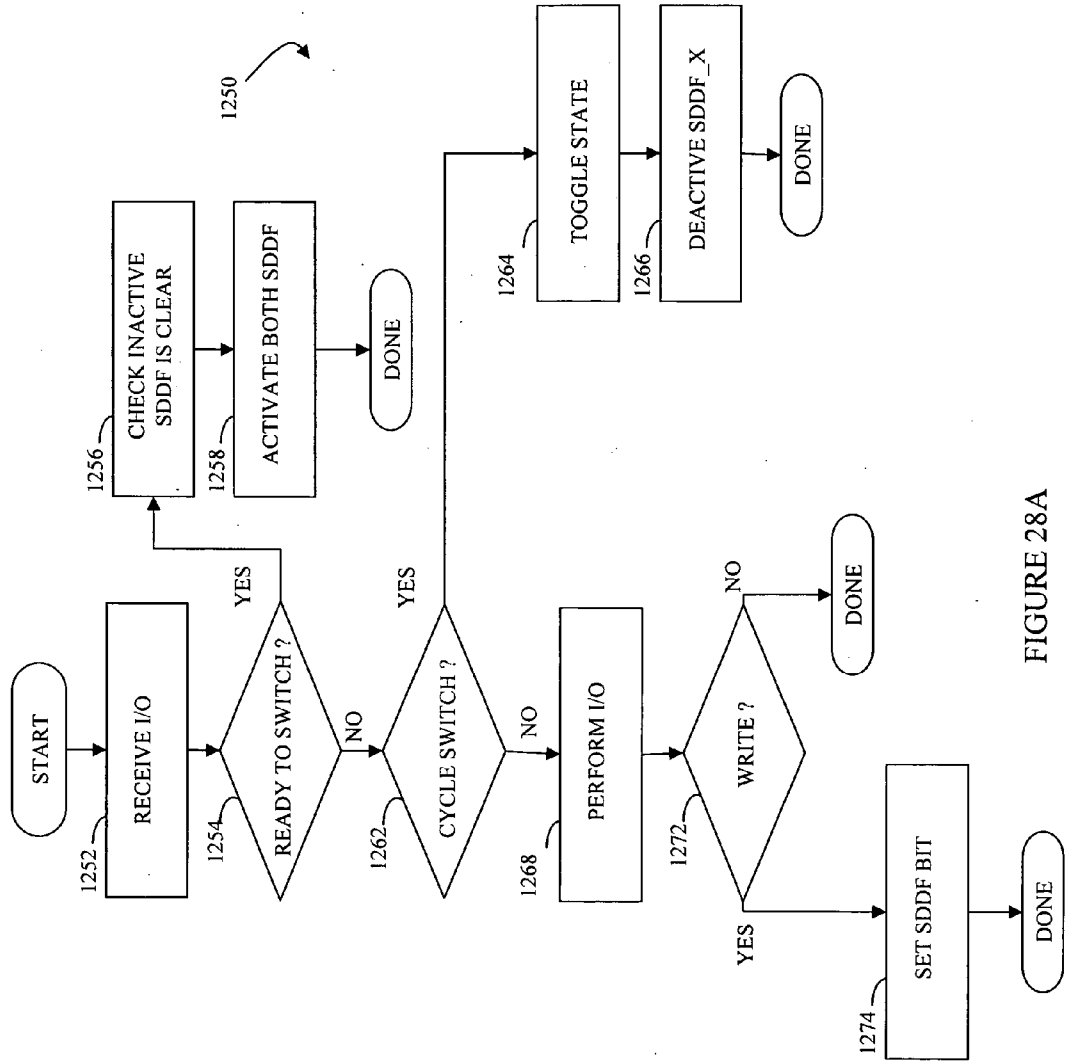 1250
START
1252
RECEIVE I/O
1254
READY TO SWITCH ?
YES
NO
1256
CHECK INACTIVE
SDDF IS CLEAR
1258
ACTIVATE BOTH SDDF
DONE
1262
CYCLE SWITCH ?
YES
NO
1264
TOGGLE STATE
1266
DEACTIVE SDDF_X
DONE
1268
PERFORM I/O
1272
WRITE ?
NO
DONE
YES
1274
SET SDDF BIT
DONE
FIGURE 28A